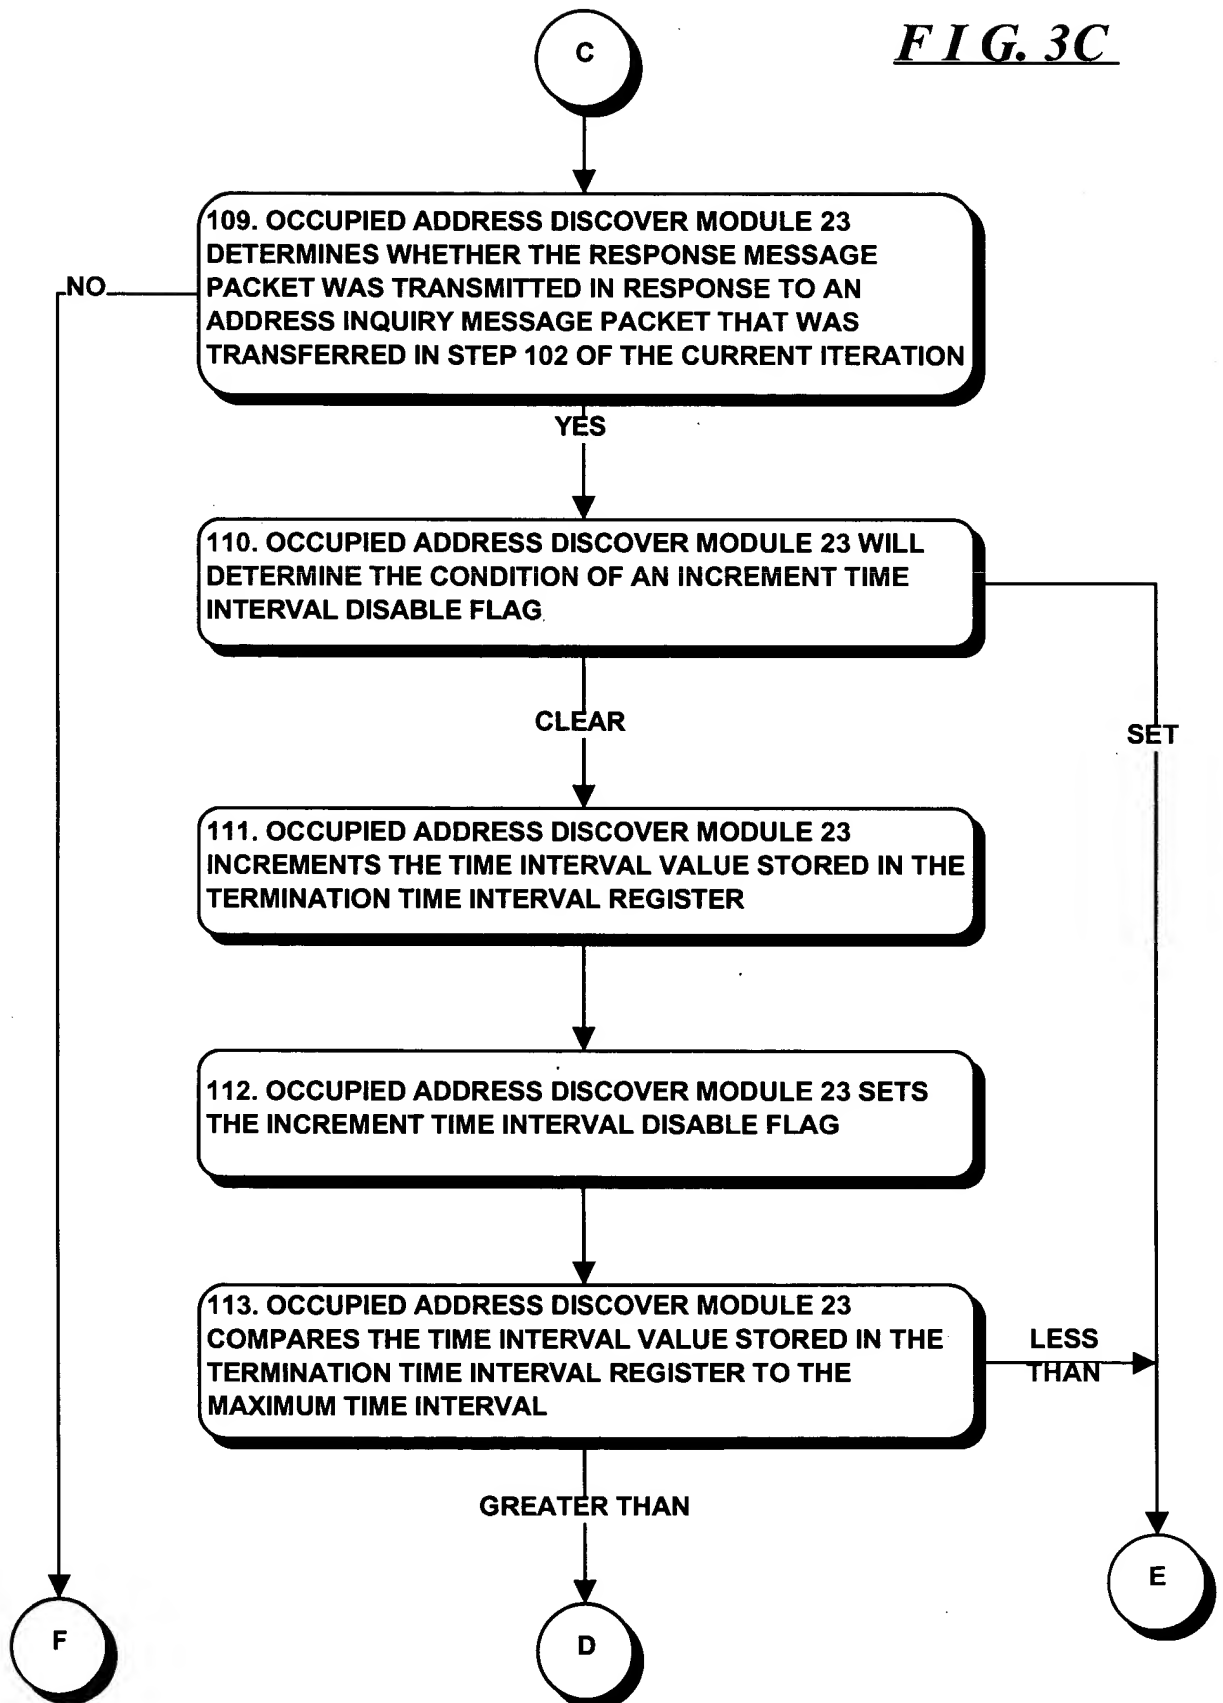 C
F I G. 3C
109. OCCUPIED ADDRESS DISCOVER MODULE 23
DETERMINES WHETHER THE RESPONSE MESSAGE
PACKET WAS TRANSMITTED IN RESPONSE TO AN
ADDRESS INQUIRY MESSAGE PACKET THAT WAS
TRANSFERRED IN STEP 102 OF THE CURRENT ITERATION
NO
YES
110. OCCUPIED ADDRESS DISCOVER MODULE 23 WILL
DETERMINE THE CONDITION OF AN INCREMENT TIME
INTERVAL DISABLE FLAG
CLEAR
SET
111. OCCUPIED ADDRESS DISCOVER MODULE 23
INCREMENTS THE TIME INTERVAL VALUE STORED IN THE
TERMINATION TIME INTERVAL REGISTER
112. OCCUPIED ADDRESS DISCOVER MODULE 23 SETS
THE INCREMENT TIME INTERVAL DISABLE FLAG
113. OCCUPIED ADDRESS DISCOVER MODULE 23
COMPARES THE TIME INTERVAL VALUE STORED IN THE
TERMINATION TIME INTERVAL REGISTER TO THE
MAXIMUM TIME INTERVAL
LESS
THAN
GREATER THAN
F
D
E